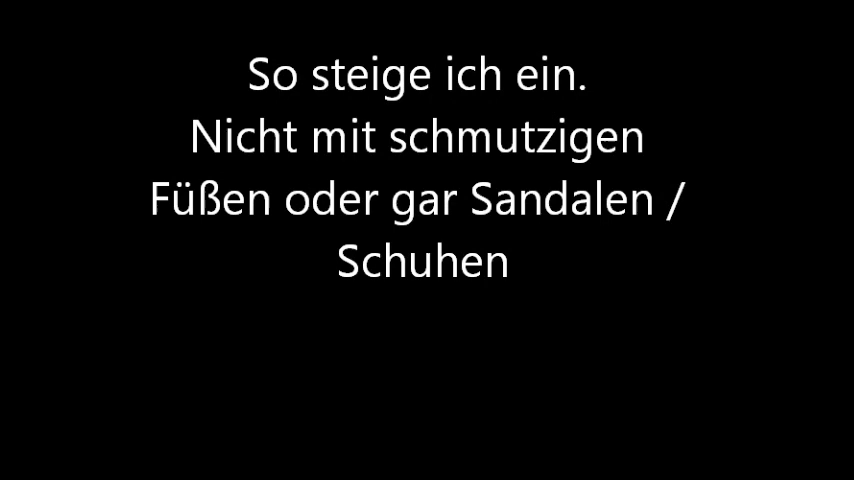 So steige ich ein.
Nicht mit schmutzigen
Füßen oder gar Sandalen /
Schuhen